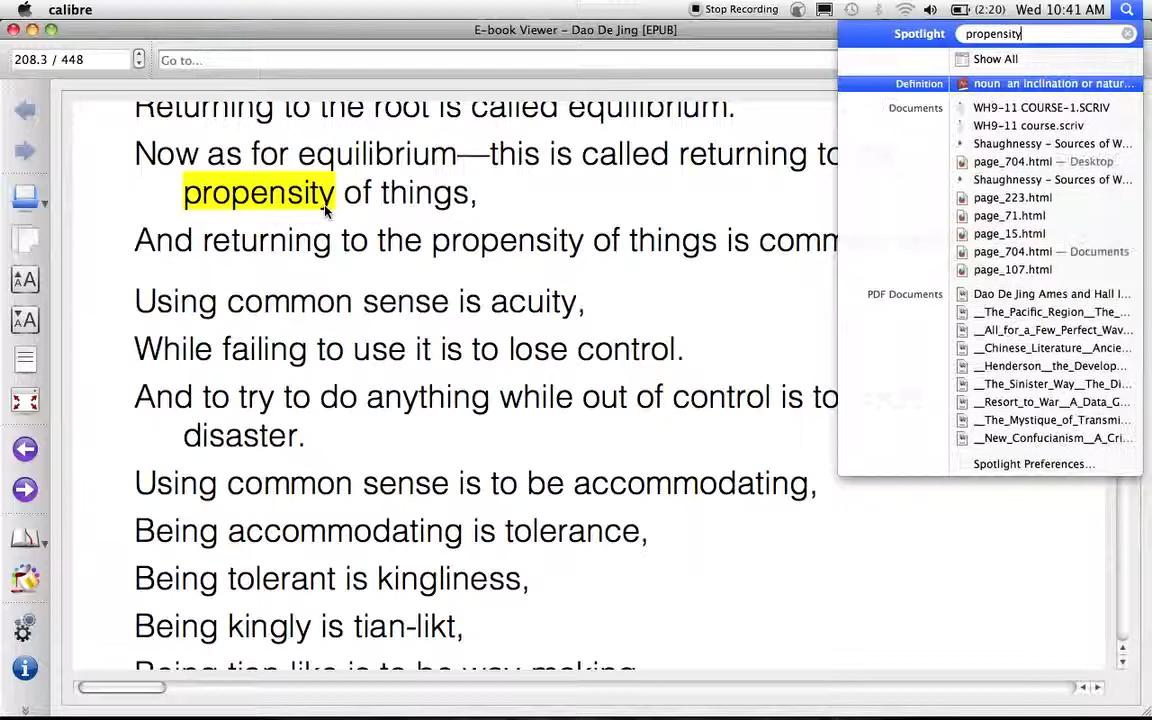 calibre
Stop Recording
(2:20)
Wed 10:41 AM
E-book Viewer - Dao De Jing [EPUB]
208.3 / 448
Go to...
Returning to the root is called equilibrium.
Now as for equilibrium—this is called returning to
propensity of things,
And returning to the propensity of things is comm
Using common sense is acuity,
While failing to use it is to lose control.
And to try to do anything while out of control is to
disaster.
Using common sense is to be accommodating,
Being accommodating is tolerance,
Being tolerant is kingliness,
Being kingly is tian-likt,
Being tian-like is to be way-making
Spotlight
propensity
Show All
Definition
noun an inclination or natur...
Documents
WH9-11 COURSE-1.SCRIV
WH9-11 course.scriv
Shaughnessy - Sources of W...
page_704.html — Desktop
Shaughnessy - Sources of W...
page_223.html
page_71.html
page_15.html
page_704.html — Documents
page_107.html
PDF Documents
Dao De Jing Ames and Hall I...
__The_Pacific_Region__The_...
__All_for_a_Few_Perfect_Wav...
__Chinese_Literature__Ancie...
__Henderson__the_Develop...
__The_Sinister_Way__The_Di...
__Resort_to_War__A_Data_G...
__The_Mystique_of_Transmi...
__New_Confucianism__A_Cri...
Spotlight Preferences...